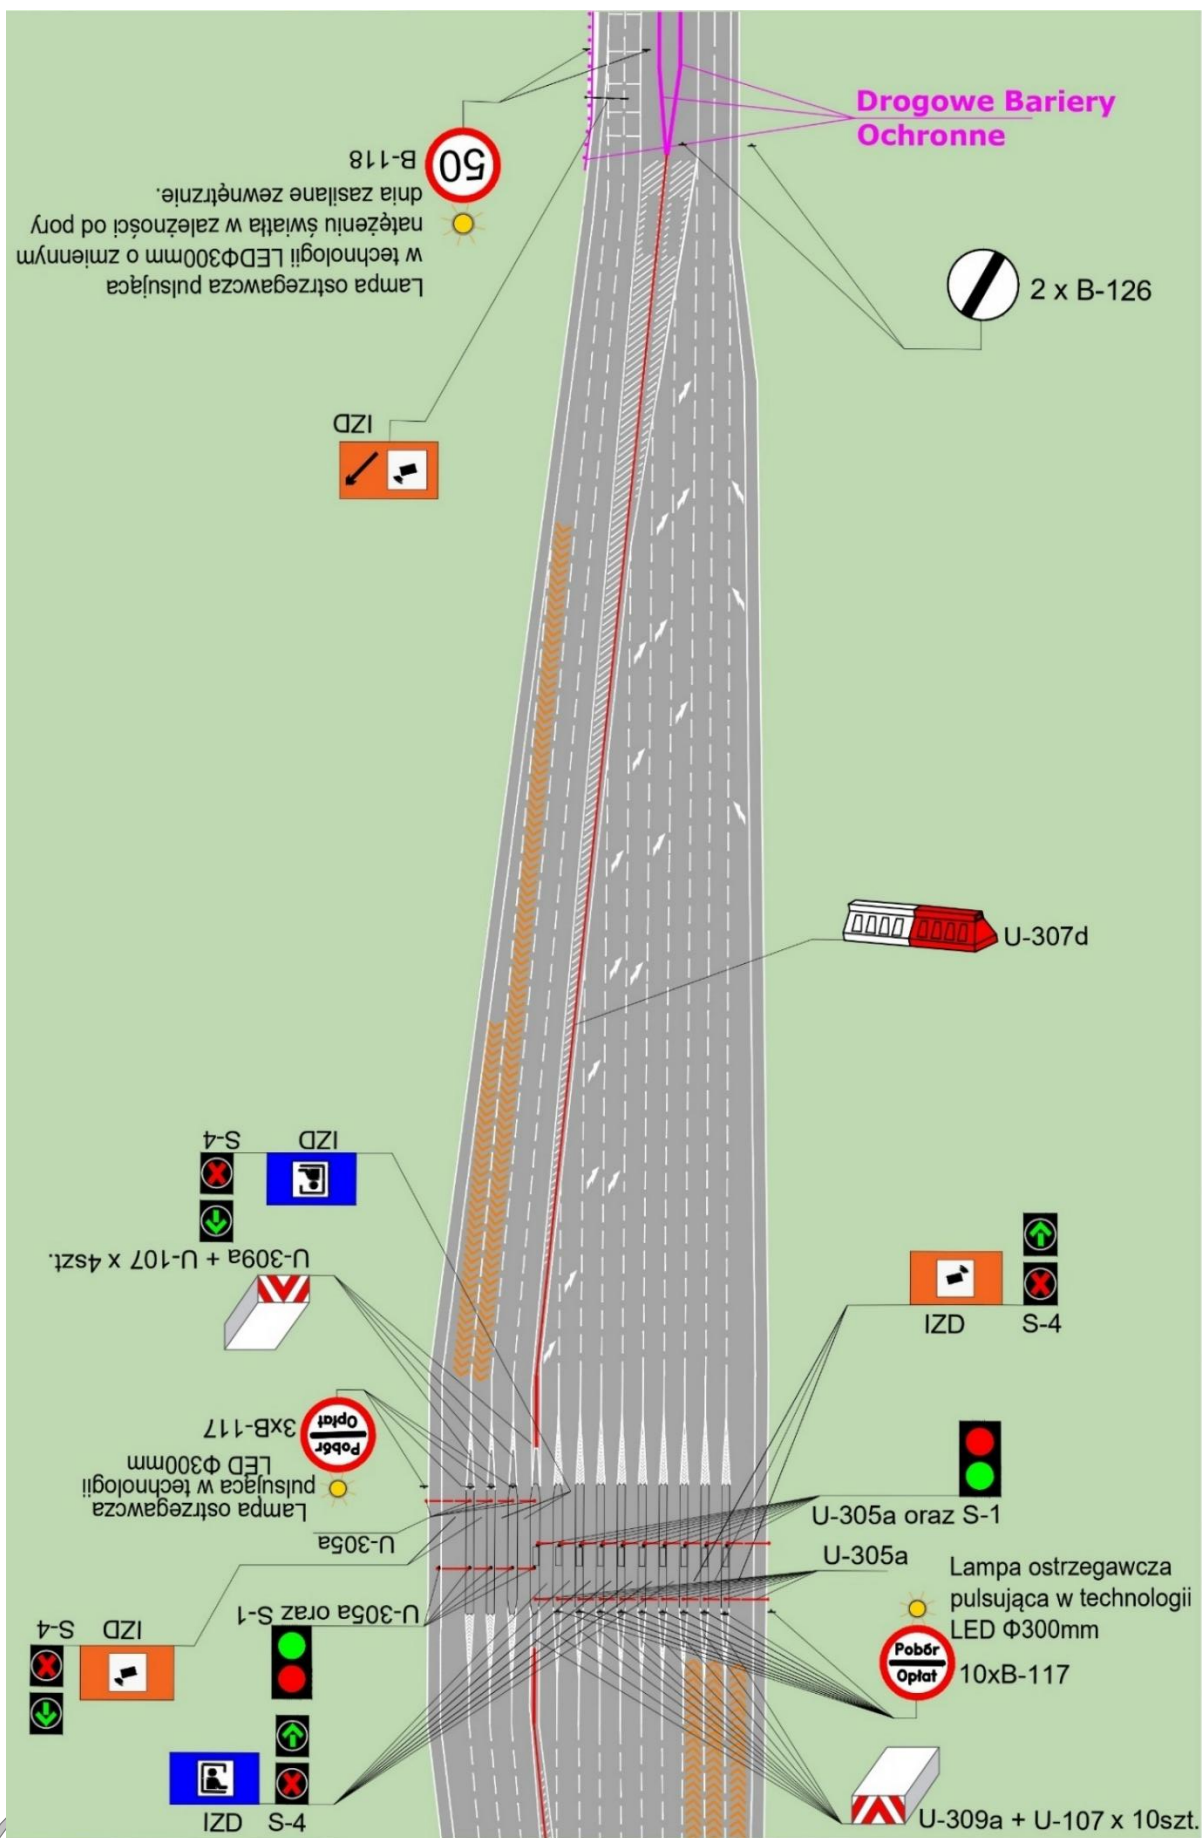 Drogowe Bariery
Ochronne
50
B-118
Lampa ostrzegawcza pulsująca
w technologii LEDΦ300mm o zmiennym
natężeniu światła w zależności od pory
dnia zasilane zewnętrznie.
2 x B-126
IZD
U-307d
S-4
IZD
U-309a + U-107 x 4szt.
IZD
S-4
Pobór
Opłat
3xB-117
Lampa ostrzegawcza
pulsująca w technologii
LED Φ300mm
U-305a
U-305a oraz S-1
U-305a
Lampa ostrzegawcza
pulsująca w technologii
LED Φ300mm
Pobór
Opłat
10xB-117
U-305a oraz S-1
S-4
IZD
IZD
S-4
U-309a + U-107 x 10szt.